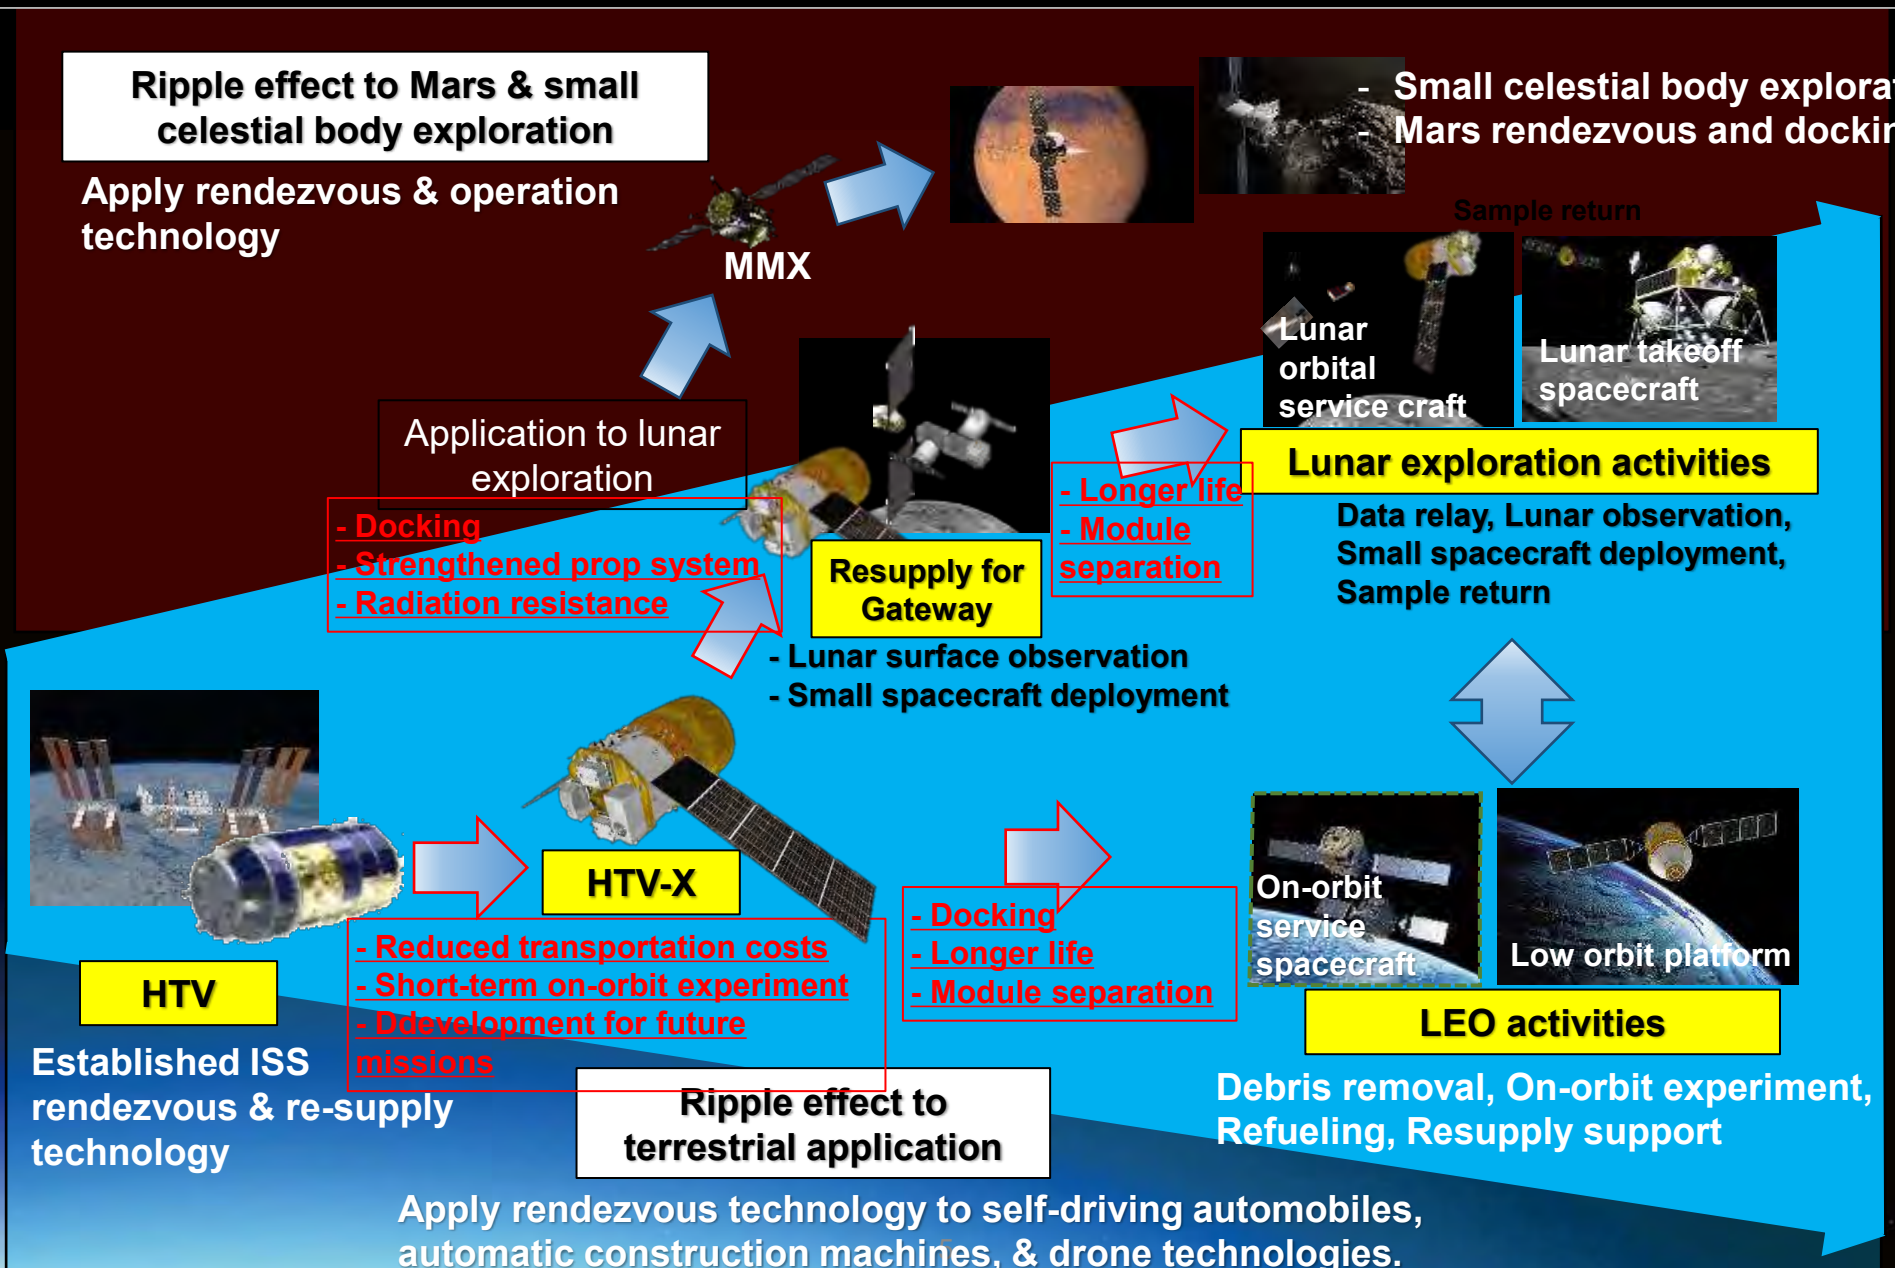 Ripple effect to Mars & small
celestial body exploration
Apply rendezvous & operation
technology
MMX
- Small celestial body explorat
- Mars rendezvous and dockin
Sample return
Lunar
orbital
service craft
Lunar takeoff
spacecraft
Application to lunar
exploration
- Docking
- Strengthened prop system
- Radiation resistance
Resupply for
Gateway
- Lunar surface observation
- Small spacecraft deployment
- Longer life
- Module
separation
Lunar exploration activities
Data relay, Lunar observation,
Small spacecraft deployment,
Sample return
HTV
Established ISS
rendezvous & re-supply
technology
HTV-X
- Reduced transportation costs
- Short-term on-orbit experiment
- Ddevelopment for future
missions
- Docking
- Longer life
- Module separation
On-orbit
service
spacecraft
Low orbit platform
LEO activities
Debris removal, On-orbit experiment,
Refueling, Resupply support
Ripple effect to
terrestrial application
Apply rendezvous technology to self-driving automobiles,
automatic construction machines, & drone technologies.
5